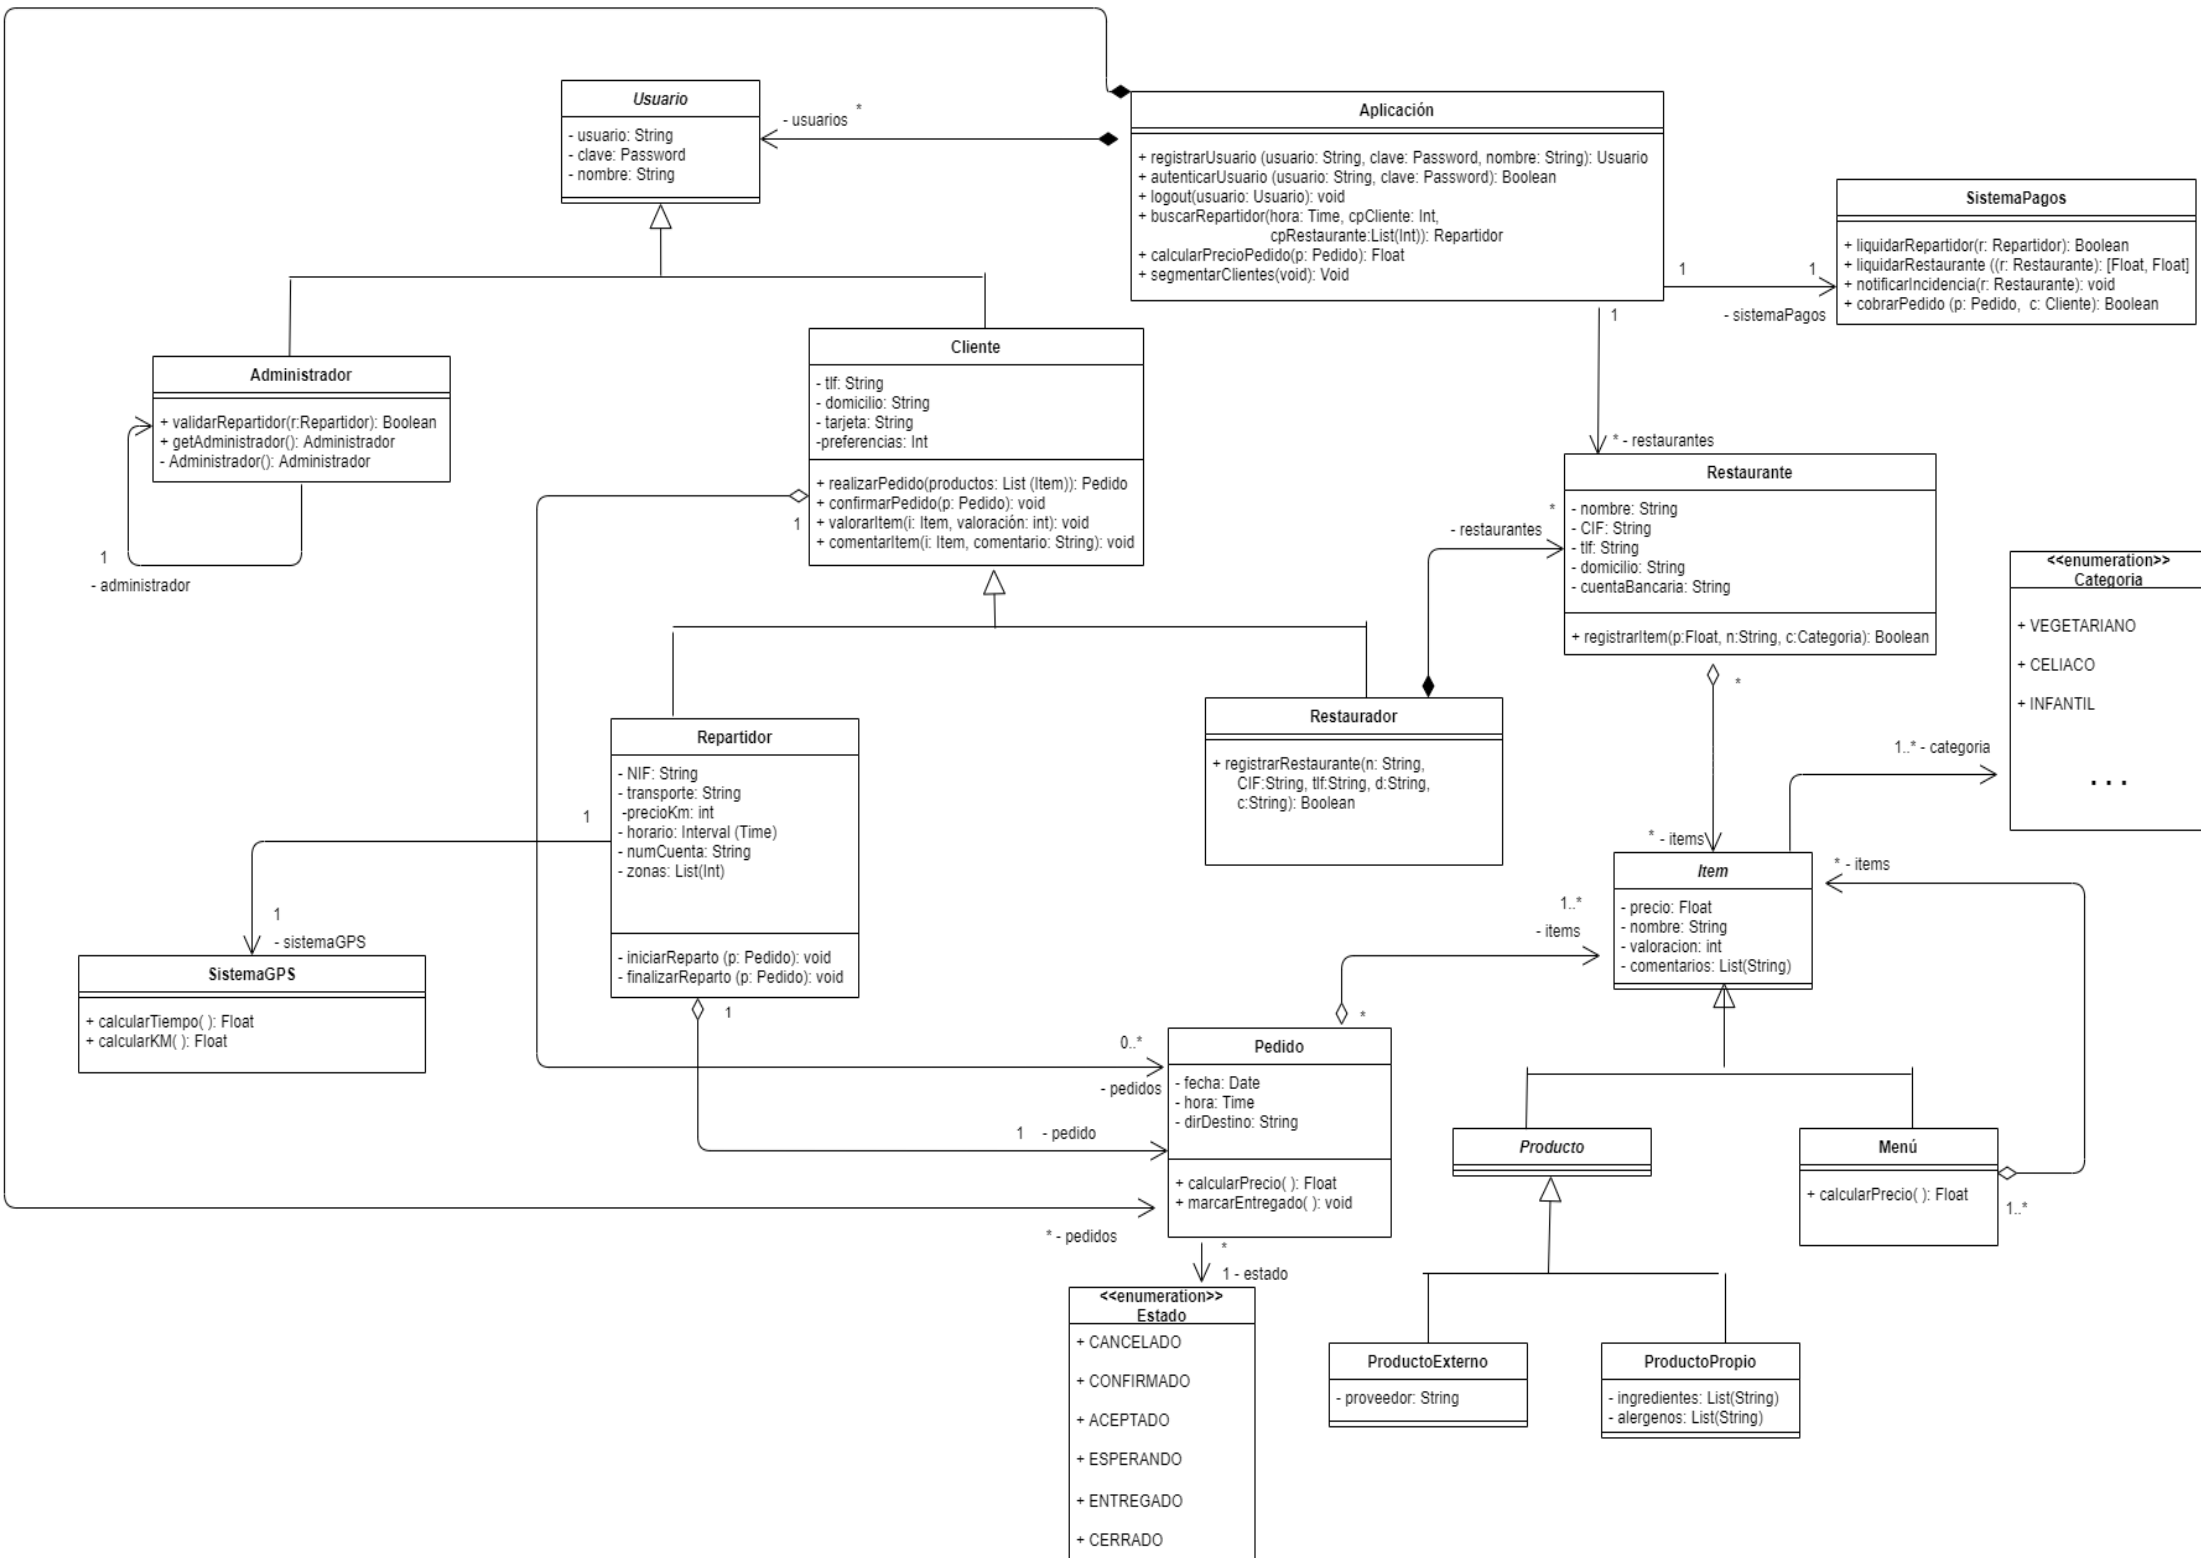 Usuario
- usuario: String
- clave: Password
- nombre: String
- usuarios
*
Aplicación
+ registrarUsuario (usuario: String, clave: Password, nombre: String): Usuario
+ autenticarUsuario (usuario: String, clave: Password): Boolean
+ logout(usuario: Usuario): void
+ buscarRepartidor(hora: Time, cpCliente: Int,
cpRestaurante:List(Int)): Repartidor
+ calcularPrecioPedido(p: Pedido): Float
+ segmentarClientes(void): Void
1
1
- sistemaPagos
SistemaPagos
+ liquidarRepartidor(r: Repartidor): Boolean
+ liquidarRestaurante ((r: Restaurante): [Float, Float]
+ notificarIncidencia(r: Restaurante): void
+ cobrarPedido (p: Pedido, c: Cliente): Boolean
1
* - restaurantes
Administrador
+ validarRepartidor(r:Repartidor): Boolean
+ getAdministrador(): Administrador
- Administrador(): Administrador
1
- administrador
Cliente
- tlf: String
- domicilio: String
- tarjeta: String
-preferencias: Int
+ realizarPedido(productos: List (Item)): Pedido
+ confirmarPedido(p: Pedido): void
+ valorarItem(i: Item, valoración: int): void
+ comentarItem(i: Item, comentario: String): void
1
Restaurante
- nombre: String
- CIF: String
- tlf: String
- domicilio: String
- cuentaBancaria: String
+ registrarItem(p:Float, n:String, c:Categoria): Boolean
*
- restaurantes
*
<<enumeration>>
Categoria
+ VEGETARIANO
+ CELIACO
+ INFANTIL
...
1..* - categoria
Repartidor
- NIF: String
- transporte: String
-precioKm: int
- horario: Interval (Time)
- numCuenta: String
- zonas: List(Int)
- iniciarReparto (p: Pedido): void
- finalizarReparto (p: Pedido): void
1
1
- sistemaGPS
1
Restaurador
+ registrarRestaurante(n: String,
CIF:String, tlf:String, d:String,
c:String): Boolean
* - items
Item
- precio: Float
- nombre: String
- valoracion: int
- comentarios: List(String)
* - items
1..*
- items
*
SistemaGPS
+ calcularTiempo( ): Float
+ calcularKM( ): Float
0..*
- pedidos
1 - pedido
* - pedidos
Pedido
- fecha: Date
- hora: Time
- dirDestino: String
+ calcularPrecio( ): Float
+ marcarEntregado( ): void
*
1 - estado
Producto
Menú
+ calcularPrecio( ): Float
1..*
<<enumeration>>
Estado
+ CANCELADO
+ CONFIRMADO
+ ACEPTADO
+ ESPERANDO
+ ENTREGADO
+ CERRADO
ProductoExterno
- proveedor: String
ProductoPropio
- ingredientes: List(String)
- alergenos: List(String)